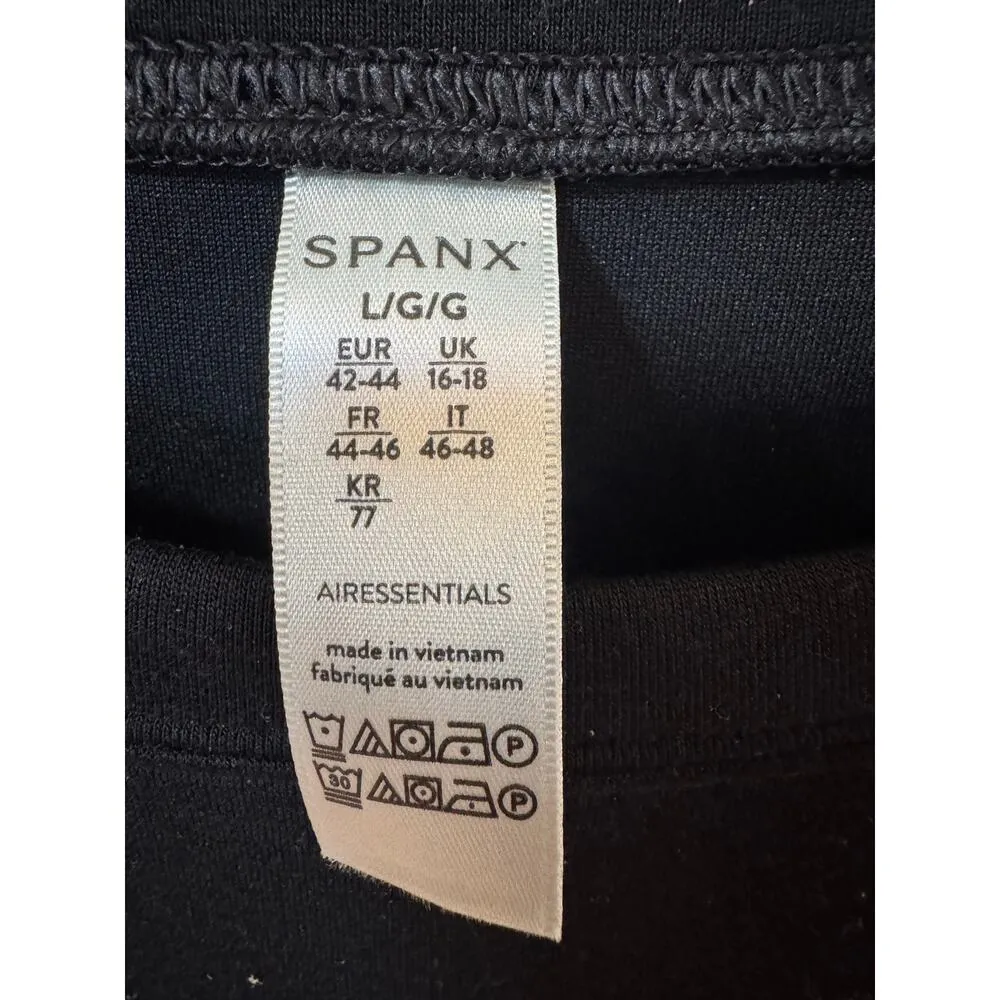 SPANX
L/G/G
EUR UK
42-44 16-18
FR IT
44-46 46-48
KR
77
AIRESSENTIALS
made in vietnam
fabriqué au vietnam
P
30 P